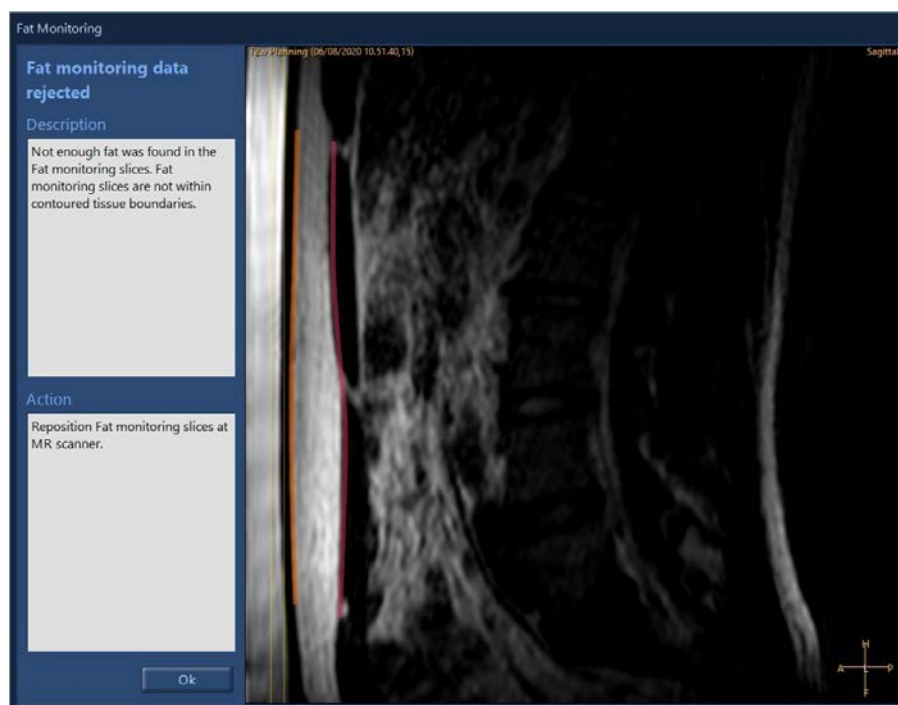 Fat Monitoring
Fat monitoring data
rejected
Description
Not enough fat was found in the
Fat monitoring slices. Fat
monitoring slices are not within
contoured tissue boundaries.
Action
Reposition Fat monitoring slices at
MR scanner.
Ok
Planning (06/08/2020 10.51.40,15)
Sagittal
H
A
L
P
F